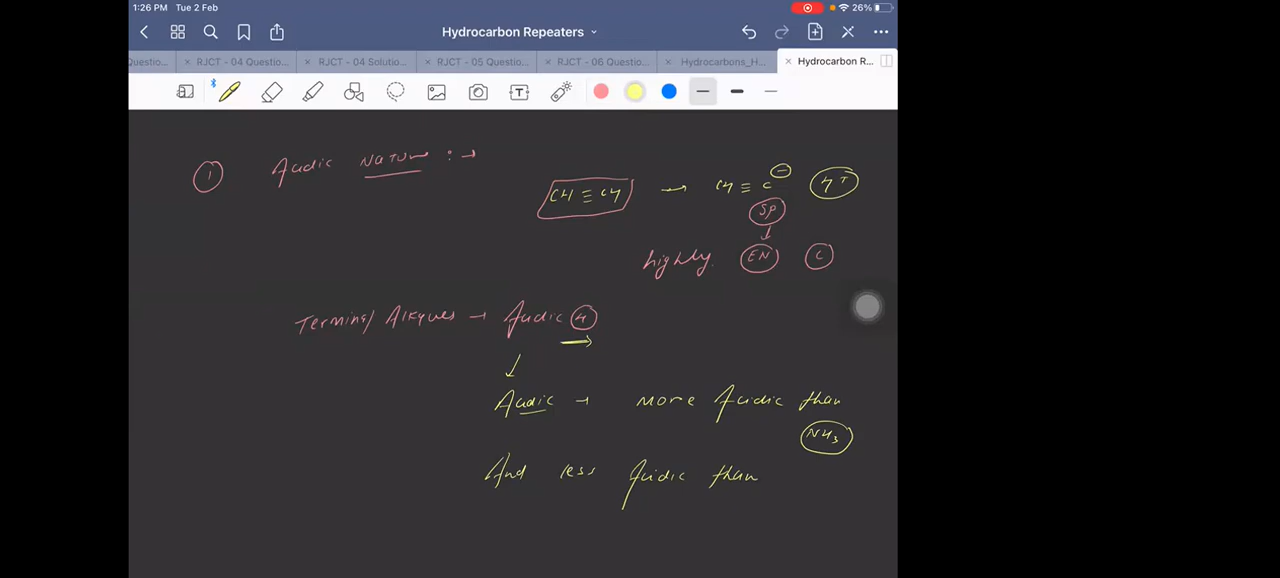 1:26 PM Tue 2 Feb
26%
Hydrocarbon Repeaters
Questio...
RJCT - 04 Questio...
RJCT - 04 Solutio...
RJCT - 05 Questio...
RJCT - 06 Questio...
Hydrocarbons_H...
Hydrocarbon R...
T
1 Acidic Nature : →
CH ≡ CH → CH ≡ C⊖ H+
SP
↓
highly EN C
Terminal Alkynes → Acidic H
→
↓
Acidic → More Acidic than
NH3
And less Acidic than